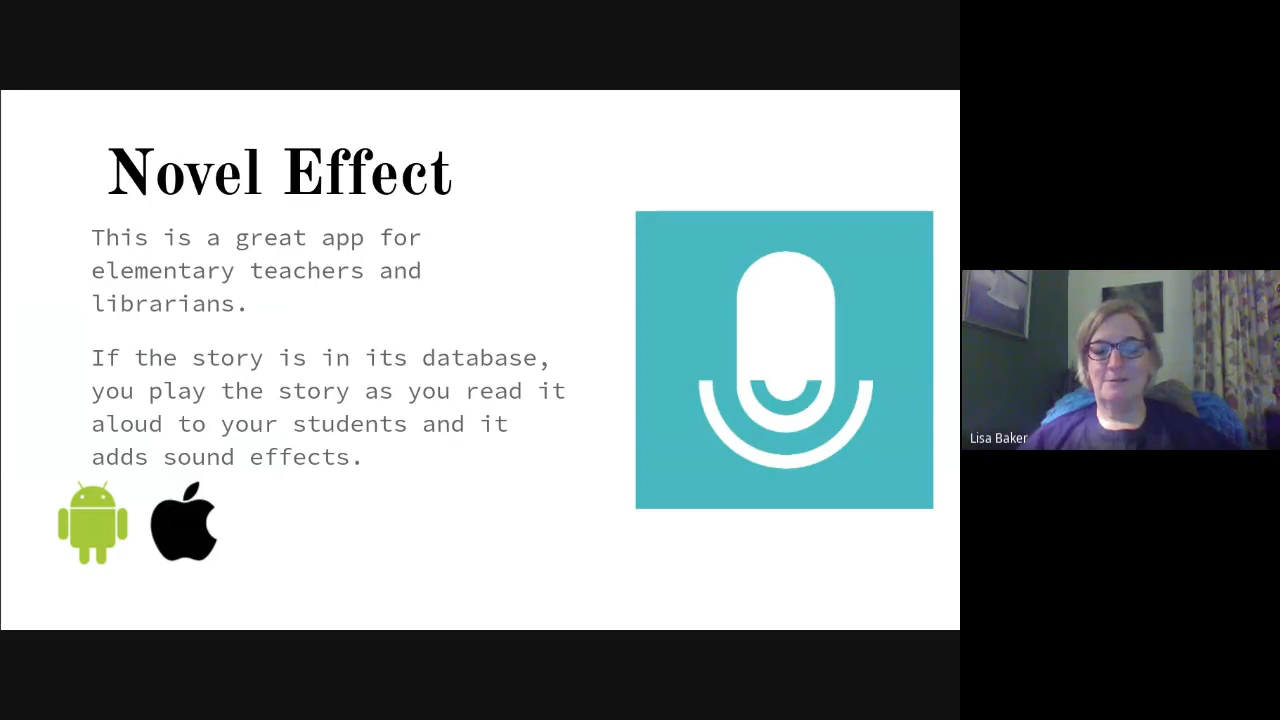 Novel Effect
This is a great app for
elementary teachers and
librarians.
If the story is in its database,
you play the story as you read it
aloud to your students and it
adds sound effects.
Lisa Baker